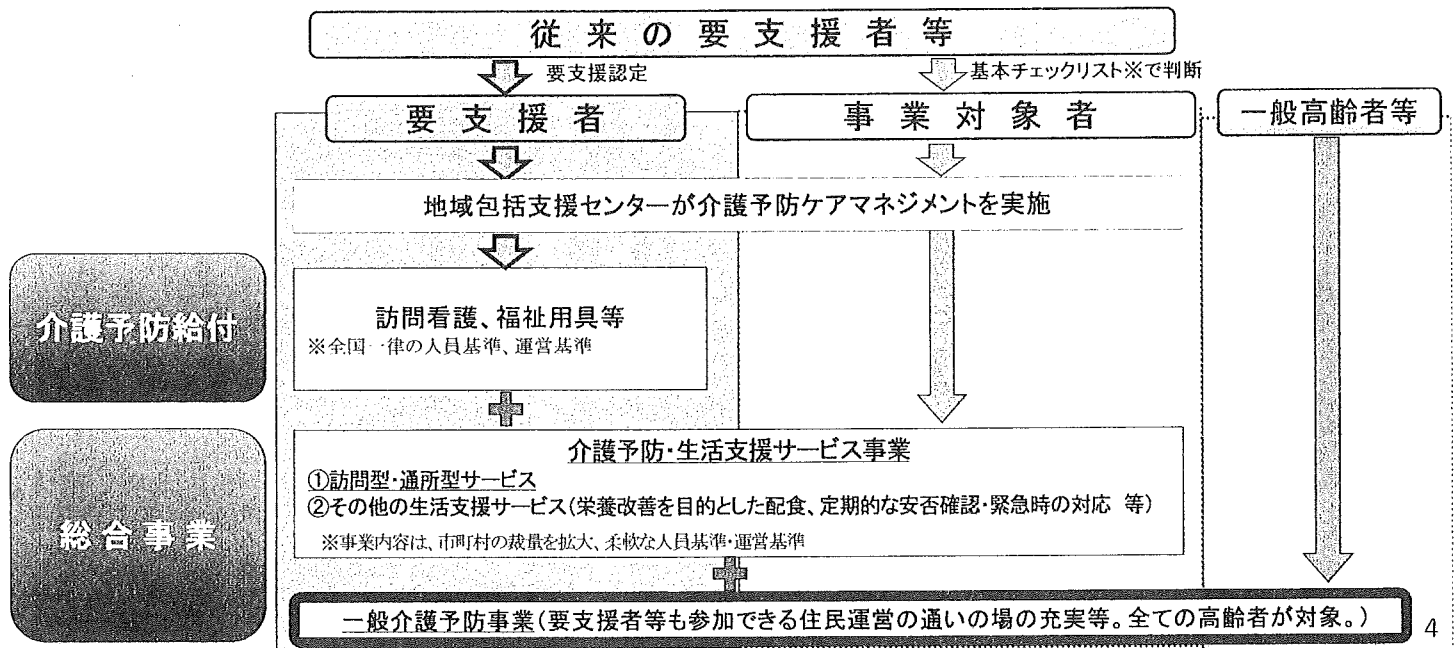 従来の要支援者等
要支援認定
基本チェックリスト※で判断
要支援者
事業対象者
一般高齢者等
地域包括支援センターが介護予防ケアマネジメントを実施
介護予防給付
訪問看護、福祉用具等
※全国一律の人員基準、運営基準
総合事業
介護予防・生活支援サービス事業
①訪問型・通所型サービス
②その他の生活支援サービス(栄養改善を目的とした配食、定期的な安否確認・緊急時の対応 等)
※事業内容は、市町村の裁量を拡大、柔軟な人員基準・運営基準
一般介護予防事業(要支援者等も参加できる住民運営の通いの場の充実等。全ての高齢者が対象。)
4